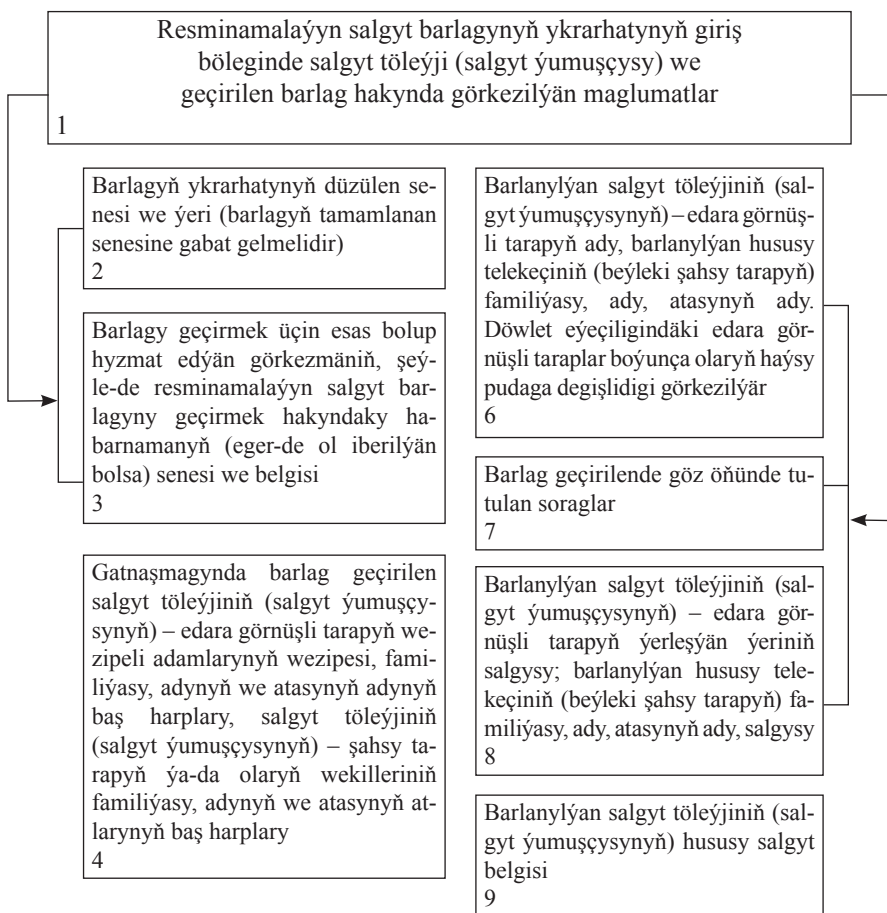 Resminamalaýyn salgyt barlagynyň ykrarhatynyň giriş
böleginde salgyt töleýji (salgyt ýumuşçysy) we
geçirilen barlag hakynda görkezilýän maglumatlar
1
Barlagyň ykrarhatynyň düzülen se-
nesi we ýeri (barlagyň tamamlanan
senesine gabat gelmelidir)
2
Barlagy geçirmek üçin esas bolup
hyzmat edýän görkezmäniň, şeý-
le-de resminamalaýyn salgyt bar-
lagyny geçirmek hakyndaky ha-
barnamanyň (eger-de ol iberilýän
bolsa) senesi we belgisi
3
Gatnaşmagynda barlag geçirilen
salgyt töleýjiniň (salgyt ýumuşçy-
synyň) – edara görnüşli tarapyň we-
zipeli adamlarynyň wezipesi, fami-
liýasy, adynyň we atasynyň adynyň
baş harplary, salgyt töleýjiniň
(salgyt ýumuşçysynyň) – şahsy ta-
rapyň ýa-da olaryň wekilleriniň
familiýasy, adynyň we atasynyň at-
larynyň baş harplary
4
Barlanylýan salgyt töleýjiniň (sal-
gyt ýumuşçysynyň) – edara görnüş-
li tarapyň ady, barlanylýan hususy
telekeçiniň (beýleki şahsy tarapyň)
familiýasy, ady, atasynyň ady.
Döwlet eýeçiligindäki edara gör-
nüşli taraplar boýunça olaryň haýsy
pudaga degişlidigi görkezilýär
6
Barlag geçirilende göz öňünde tu-
tulan soraglar
7
Barlanylýan salgyt töleýjiniň (sal-
gyt ýumuşçysynyň) – edara gör-
nüşli tarapyň ýerleşýän ýeriniň
salgysy; barlanylýan hususy tele-
keçiniň (beýleki şahsy tarapyň) fa-
miliýasy, ady, atasynyň ady, salgysy
8
Barlanylýan salgyt töleýjiniň (sal-
gyt ýumuşçysynyň) hususy salgyt
belgisi
9